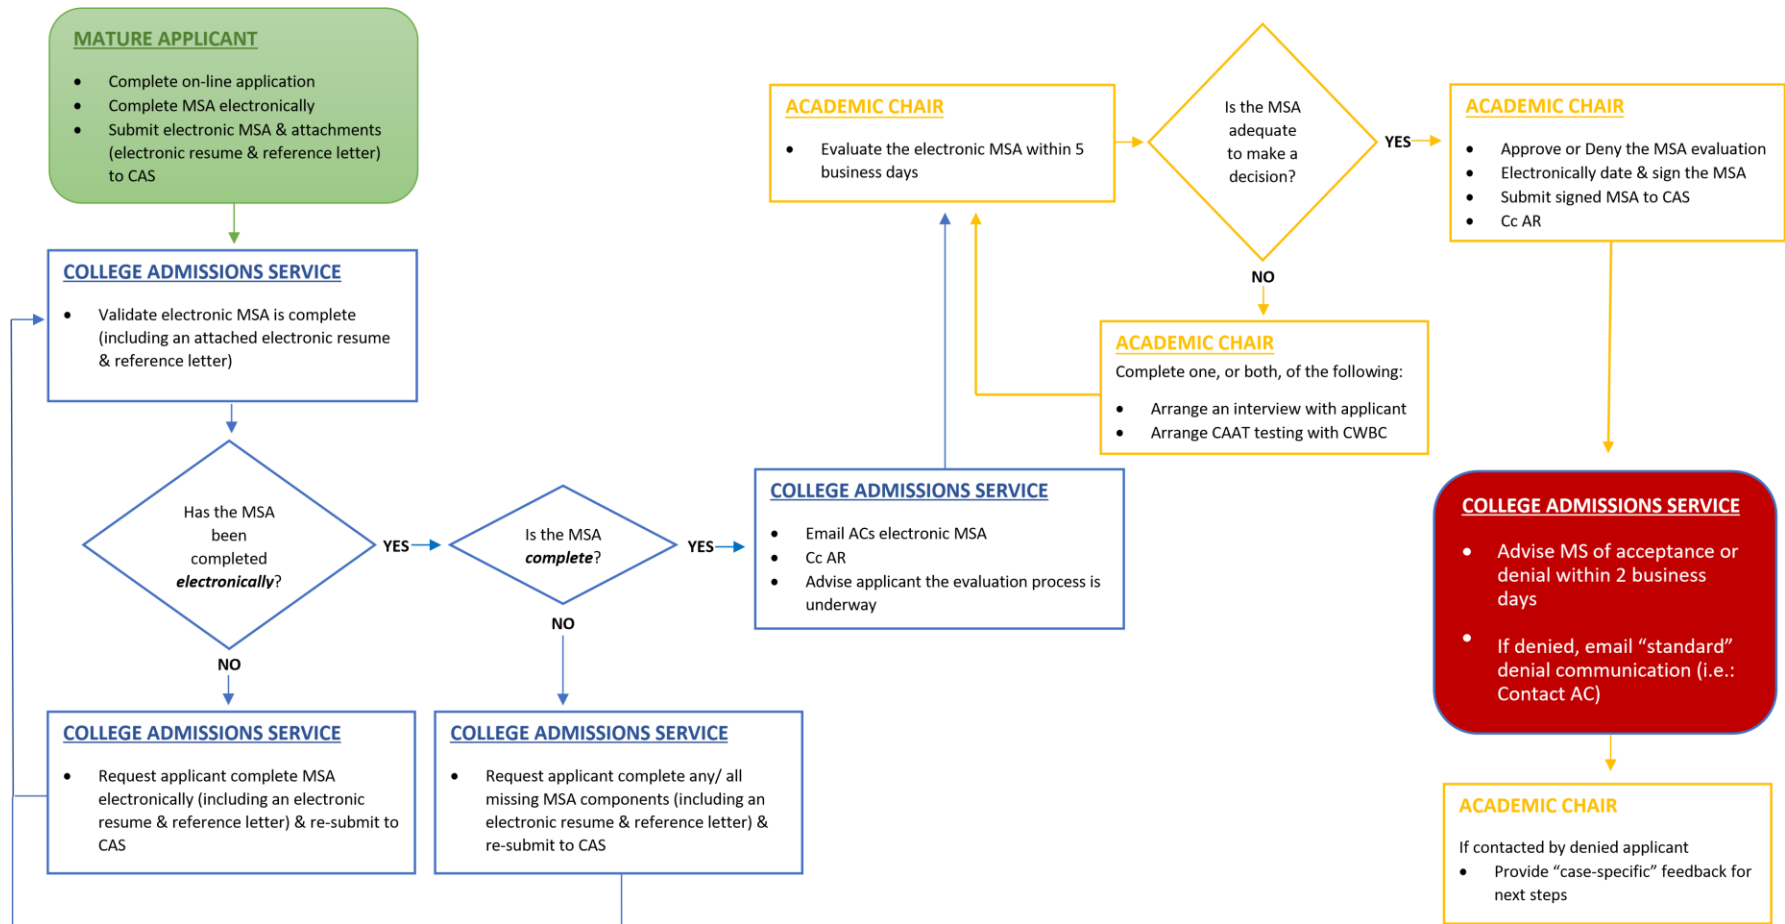 MATURE APPLICANT
• Complete on-line application
• Complete MSA electronically
• Submit electronic MSA & attachments
(electronic resume & reference letter)
to CAS
COLLEGE ADMISSIONS SERVICE
• Validate electronic MSA is complete
(including an attached electronic resume
& reference letter)
Has the MSA
been
completed
electronically?
YES
NO
COLLEGE ADMISSIONS SERVICE
• Request applicant complete MSA
electronically (including an electronic
resume & reference letter) & re-submit to
CAS
Is the MSA
complete?
YES
NO
COLLEGE ADMISSIONS SERVICE
• Request applicant complete any/ all
missing MSA components (including an
electronic resume & reference letter) &
re-submit to CAS
COLLEGE ADMISSIONS SERVICE
• Email ACs electronic MSA
• Cc AR
• Advise applicant the evaluation process is
underway
ACADEMIC CHAIR
• Evaluate the electronic MSA within 5
business days
Is the MSA
adequate
to make a
decision?
YES
NO
ACADEMIC CHAIR
Complete one, or both, of the following:
• Arrange an interview with applicant
• Arrange CAAT testing with CWBC
ACADEMIC CHAIR
• Approve or Deny the MSA evaluation
• Electronically date & sign the MSA
• Submit signed MSA to CAS
• Cc AR
COLLEGE ADMISSIONS SERVICE
• Advise MS of acceptance or
denial within 2 business
days
• If denied, email “standard”
denial communication (i.e.:
Contact AC)
ACADEMIC CHAIR
If contacted by denied applicant
• Provide “case-specific” feedback for
next steps